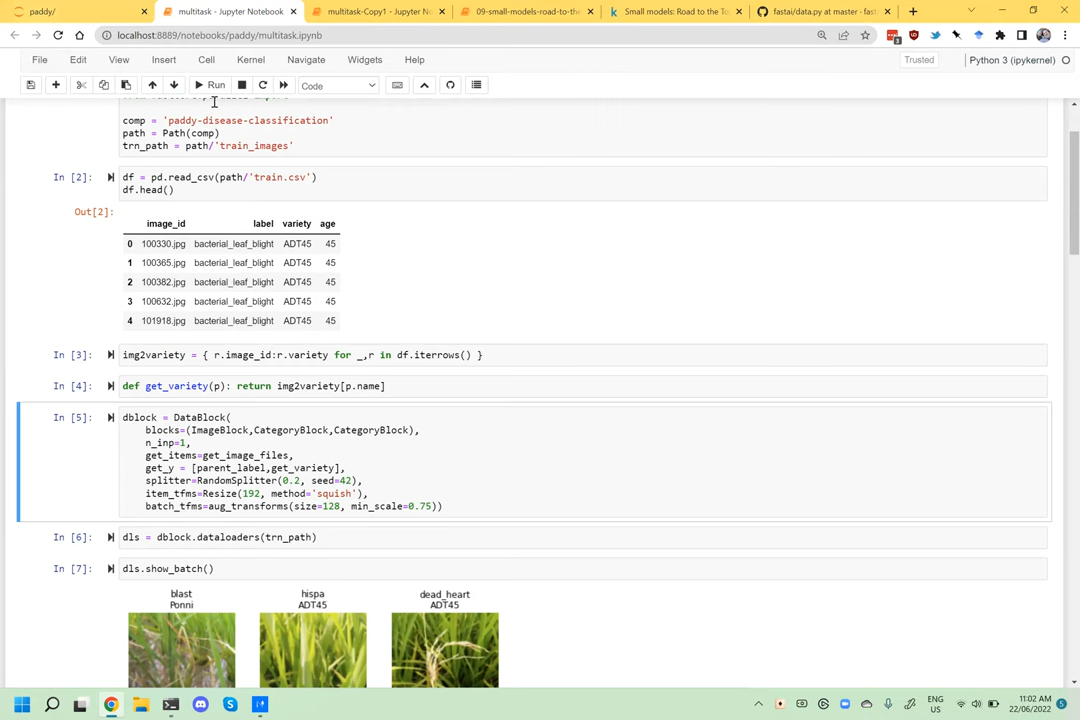 paddy/
multitask - Jupyter Notebook
multitask-Copy1 - Jupyter No
09-small-models-road-to-the
Small models: Road to the To
fastai/data.py at master · fast
localhost:8889/notebooks/paddy/multitask.ipynb
File Edit View Insert Cell Kernel Navigate Widgets Help
Trusted
Python 3 (ipykernel)
Run
Code
comp = 'paddy-disease-classification'
path = Path(comp)
trn_path = path/'train_images'
In [2]:
df = pd.read_csv(path/'train.csv')
df.head()
Out[2]:
image_id label variety age
0 100330.jpg bacterial_leaf_blight ADT45 45
1 100365.jpg bacterial_leaf_blight ADT45 45
2 100382.jpg bacterial_leaf_blight ADT45 45
3 100632.jpg bacterial_leaf_blight ADT45 45
4 101918.jpg bacterial_leaf_blight ADT45 45
In [3]:
img2variety = { r.image_id:r.variety for _,r in df.iterrows() }
In [4]:
def get_variety(p): return img2variety[p.name]
In [5]:
dblock = DataBlock(
blocks=(ImageBlock,CategoryBlock,CategoryBlock),
n_inp=1,
get_items=get_image_files,
get_y = [parent_label,get_variety],
splitter=RandomSplitter(0.2, seed=42),
item_tfms=Resize(192, method='squish'),
batch_tfms=aug_transforms(size=128, min_scale=0.75))
In [6]:
dls = dblock.dataloaders(trn_path)
In [7]:
dls.show_batch()
blast
Ponni
hispa
ADT45
dead_heart
ADT45
ENG
US
11:02 AM
22/06/2022